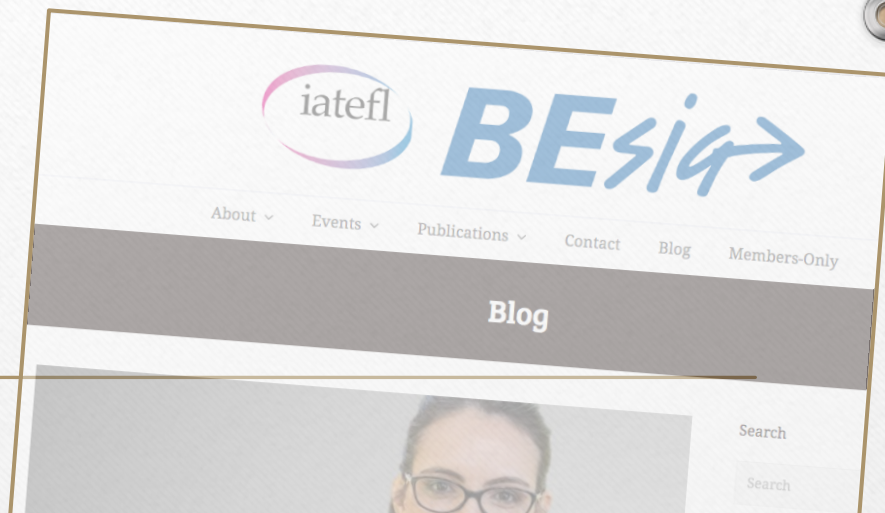 iatefl BEsig
About Events Publications Contact Blog Members-Only
Blog
Search
Search